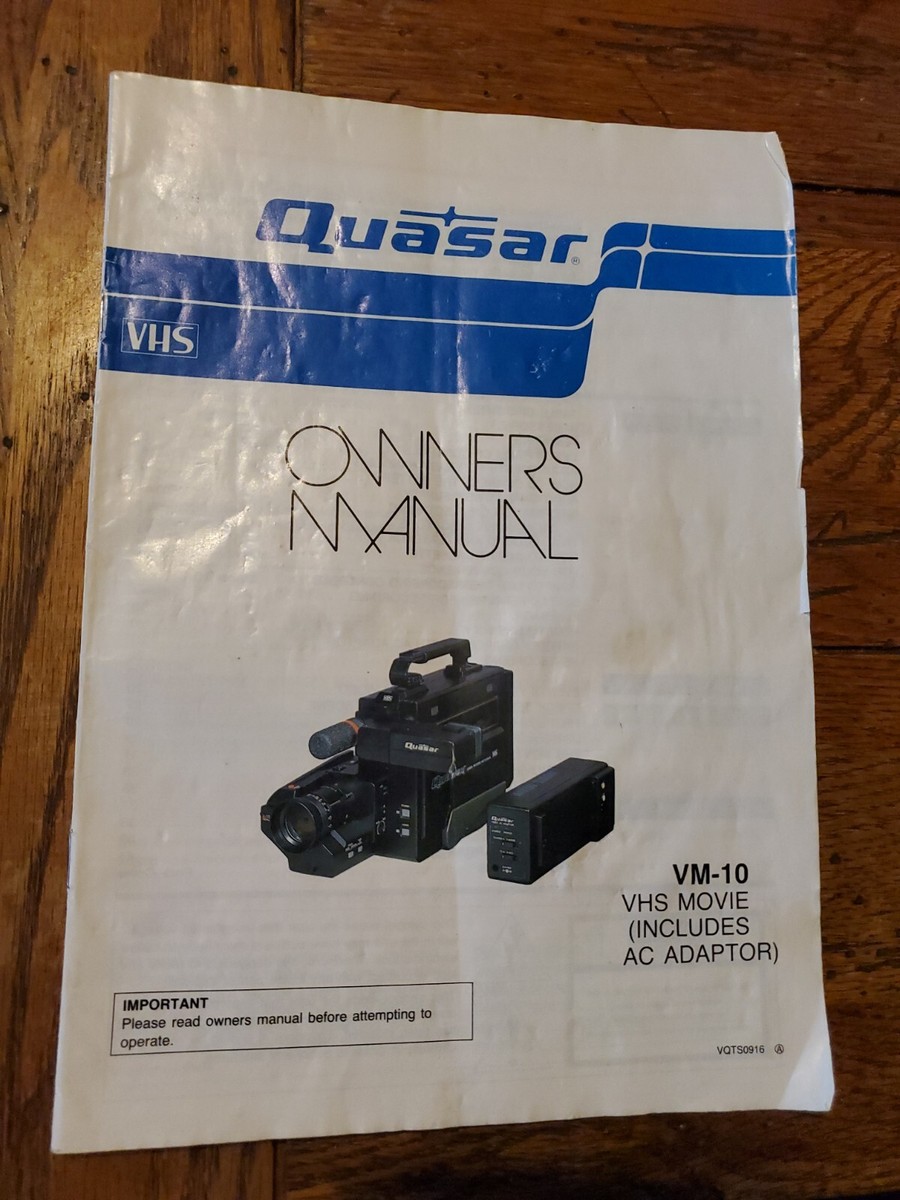 Quasar®
VHS
OWNERS
MANUAL
Quasar
Quasar
VM-10
VHS MOVIE
(INCLUDES
AC ADAPTOR)
IMPORTANT
Please read owners manual before attempting to
operate.
VQTS0916 Ⓐ